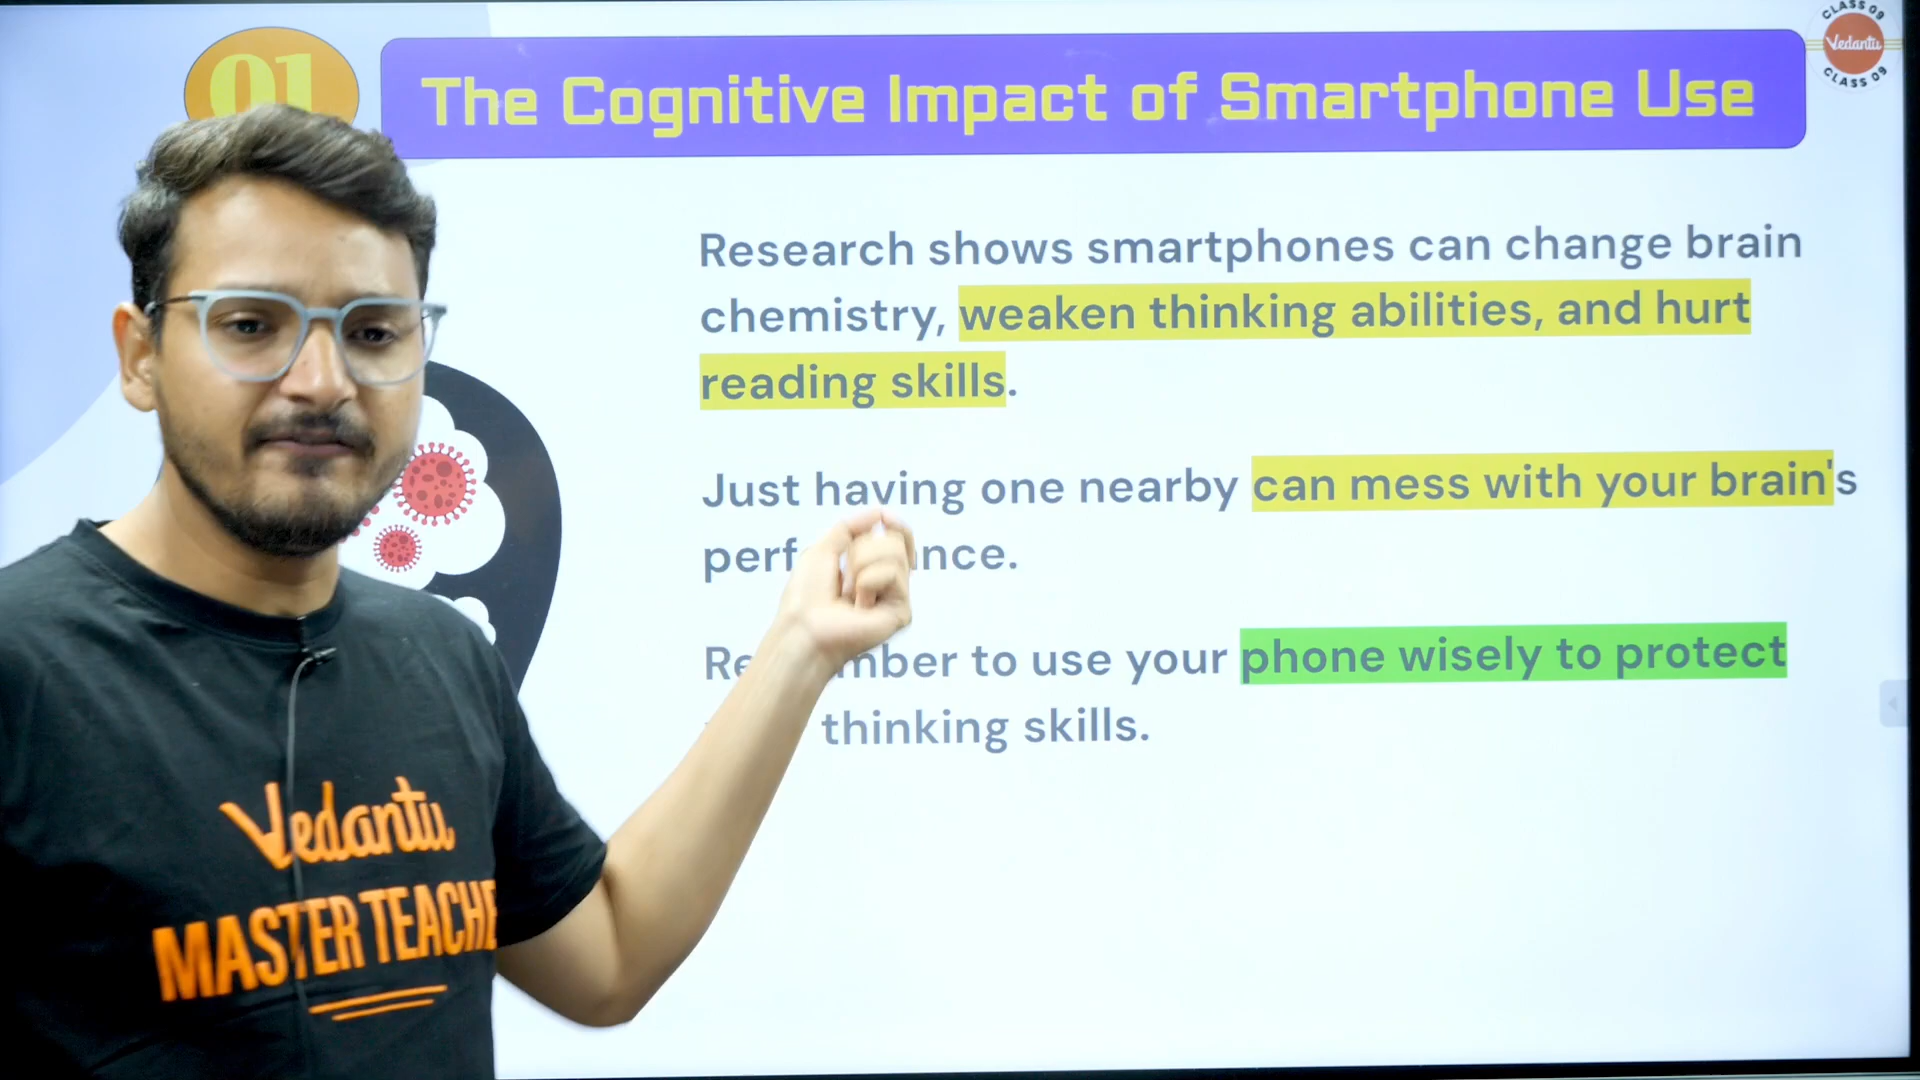 01
The Cognitive Impact of Smartphone Use
CLASS 09
Vedantu
CLASS 09
Research shows smartphones can change brain
chemistry, weaken thinking abilities, and hurt
reading skills.
Just having one nearby can mess with your brain's
perf nce.
Re mber to use your phone wisely to protect
thinking skills.
Vedantu
MASTER TEACHE